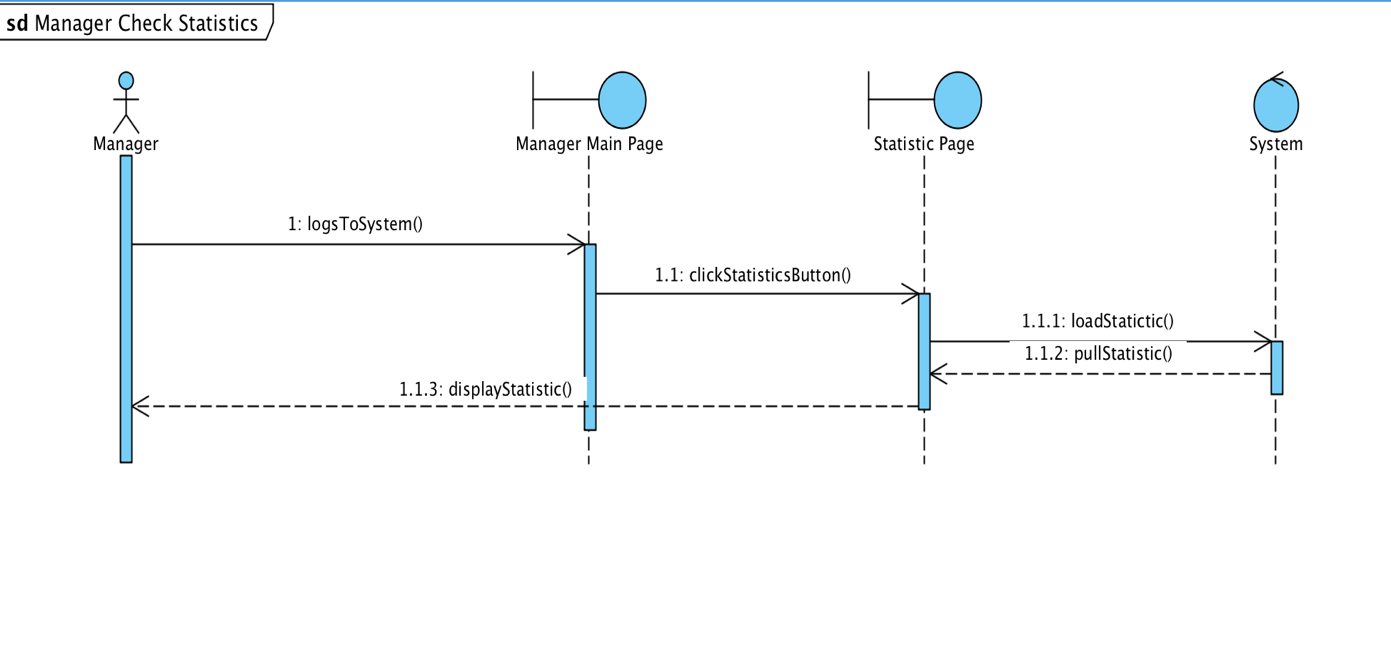 sd Manager Check Statistics
Manager
Manager Main Page
Statistic Page
System
1: logsToSystem()
1.1: clickStatisticsButton()
1.1.1: loadStatictic()
1.1.2: pullStatistic()
1.1.3: displayStatistic()